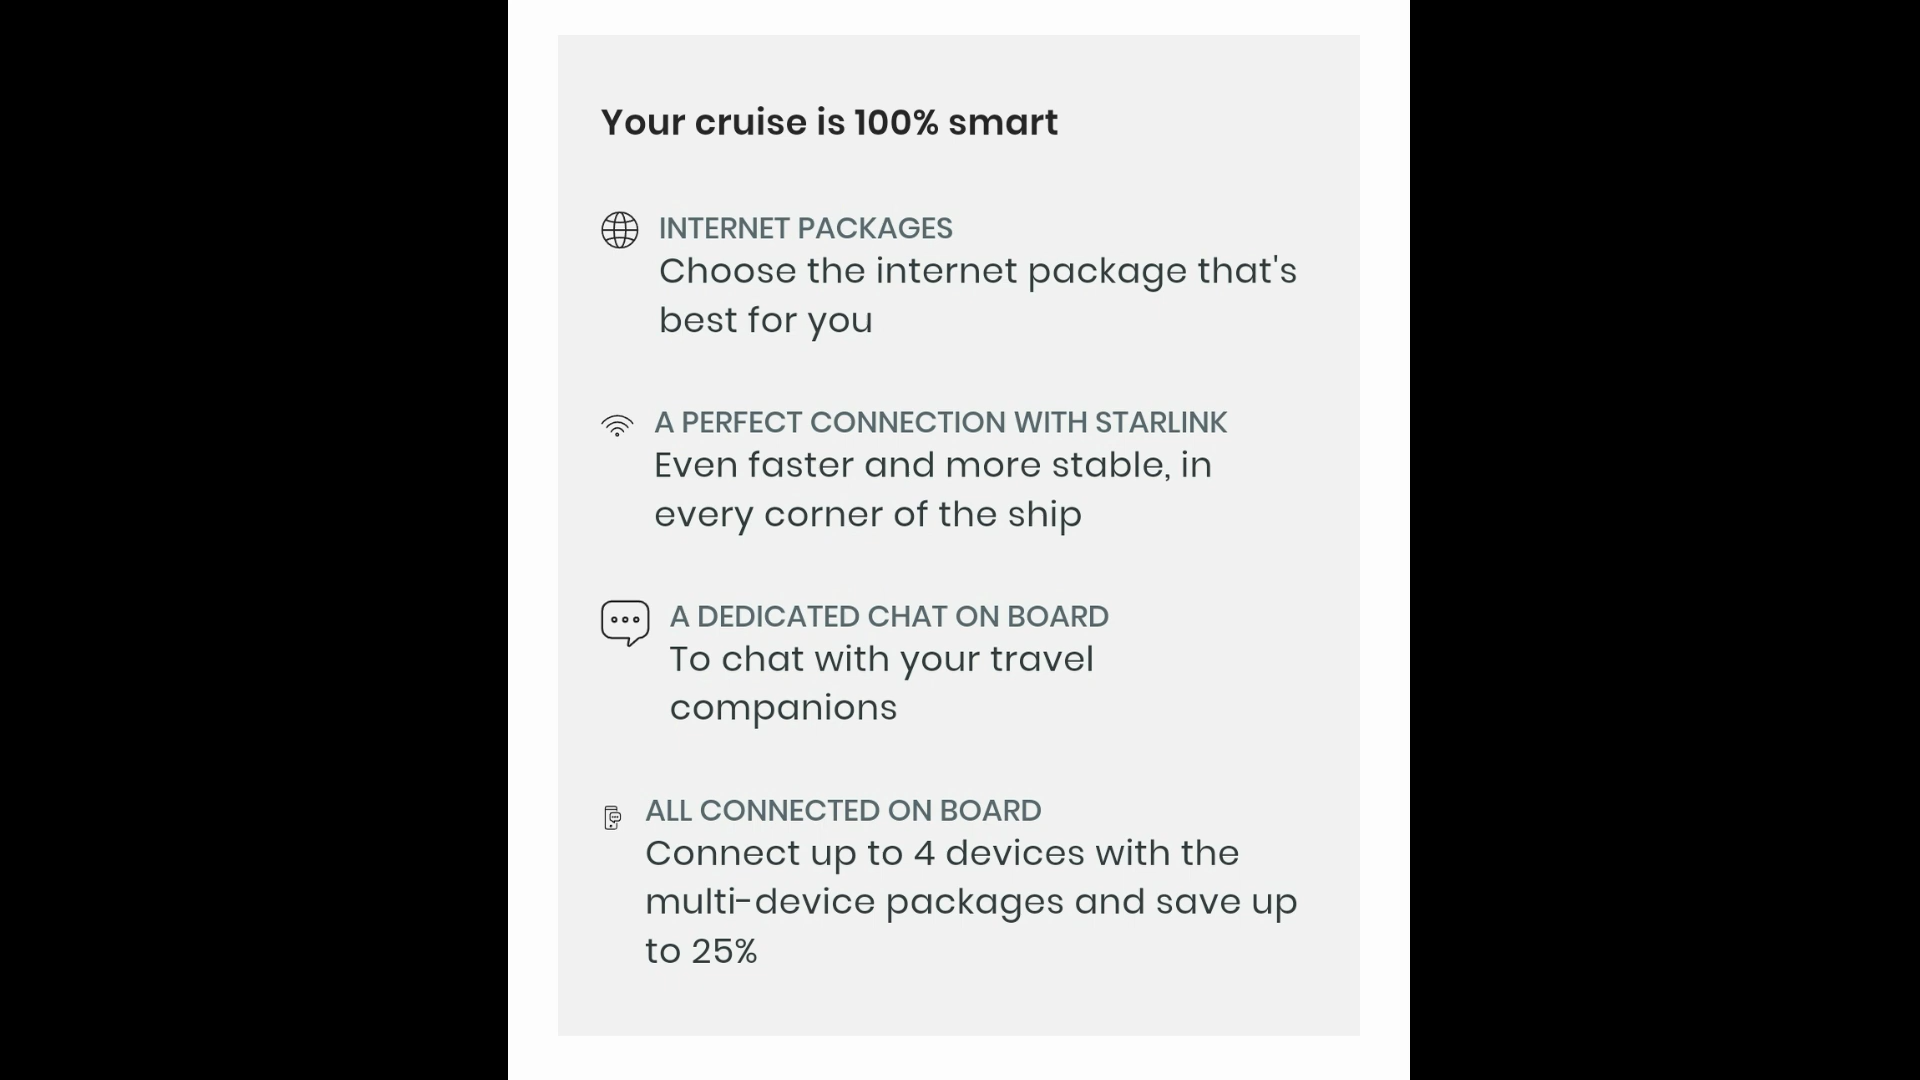 Your cruise is 100% smart
INTERNET PACKAGES
Choose the internet package that's
best for you
A PERFECT CONNECTION WITH STARLINK
Even faster and more stable, in
every corner of the ship
A DEDICATED CHAT ON BOARD
To chat with your travel
companions
ALL CONNECTED ON BOARD
Connect up to 4 devices with the
multi-device packages and save up
to 25%